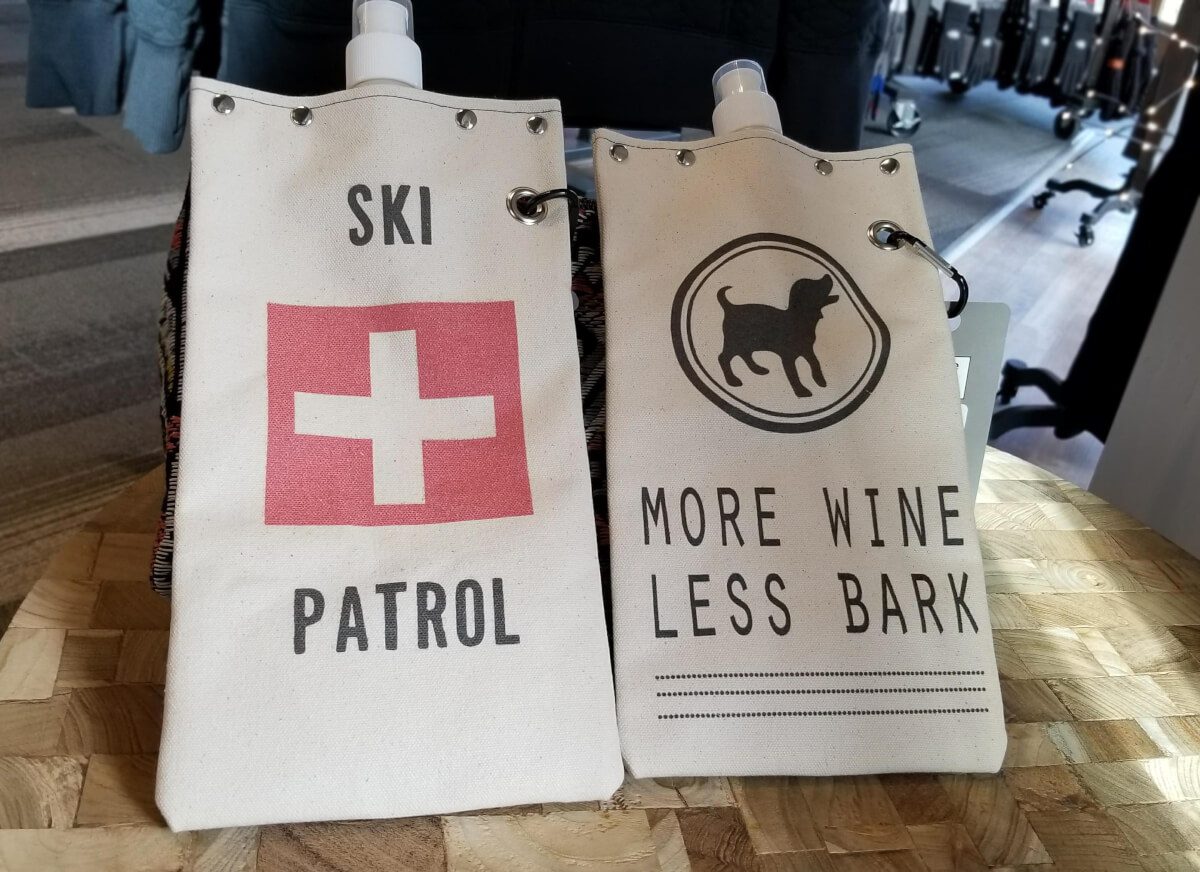 SKI
PATROL
MORE WINE
LESS BARK